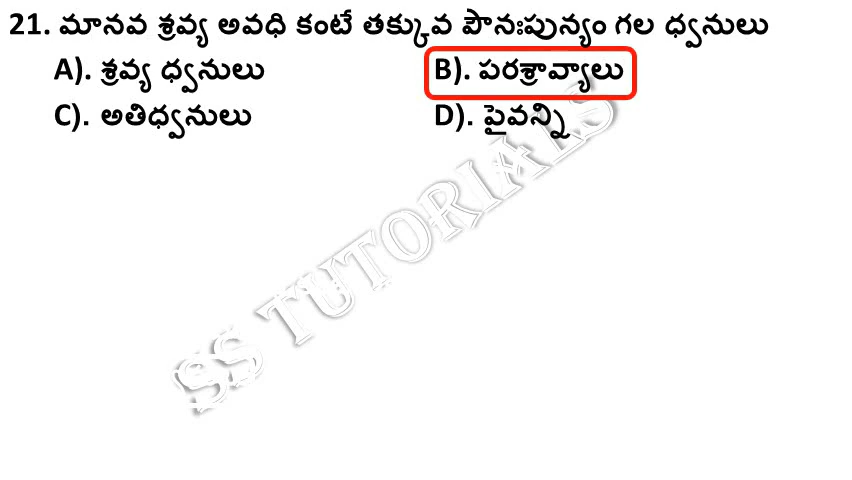 21. మానవ శ్రవ్య అవధి కంటే తక్కువ పౌనఃపున్యం గల ధ్వనులు
A). శ్రవ్య ధ్వనులు B). పరశ్రావ్యాలు
C). అతిధ్వనులు D). పైవన్ని
SS TUTORIALS